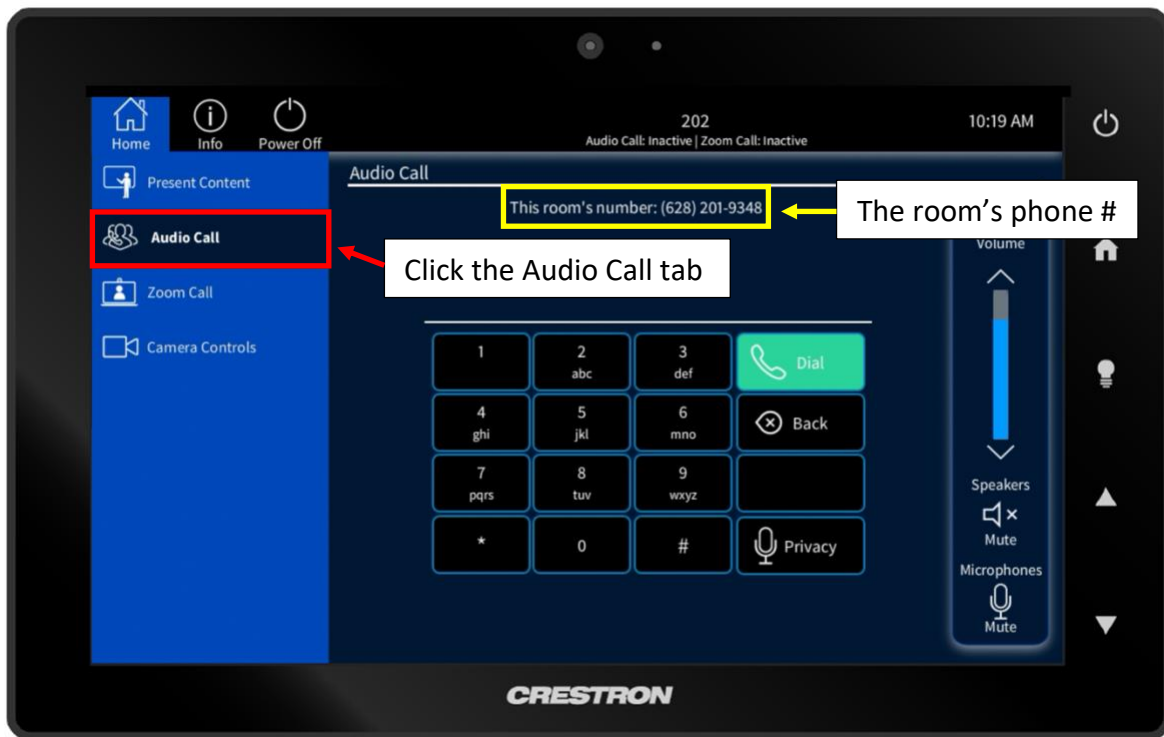 202
10:19 AM
Home
Info
Power Off
Audio Call: Inactive | Zoom Call: Inactive
Present Content
Audio Call
Zoom Call
Camera Controls
Audio Call
This room's number: (628) 201-9348
The room’s phone #
Click the Audio Call tab
1
2
abc
3
def
Dial
4
ghi
5
jkl
6
mno
Back
7
pqrs
8
tuv
9
wxyz
*
0
#
Privacy
Volume
Speakers
Mute
Microphones
Mute
CRESTRON